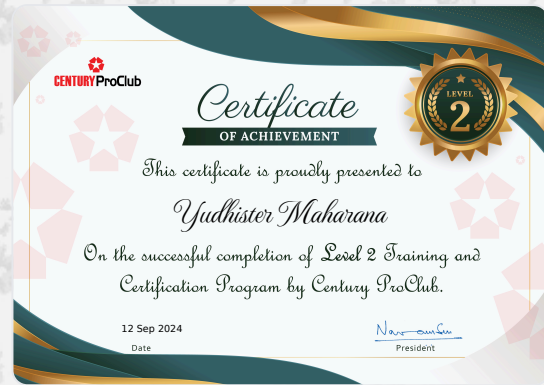 CENTURY ProClub
Certificate
OF ACHIEVEMENT
LEVEL
2
This certificate is proudly presented to
Yudhister Maharana
On the successful completion of Level 2 Training and
Certification Program by Century ProClub.
12 Sep 2024
Date
President